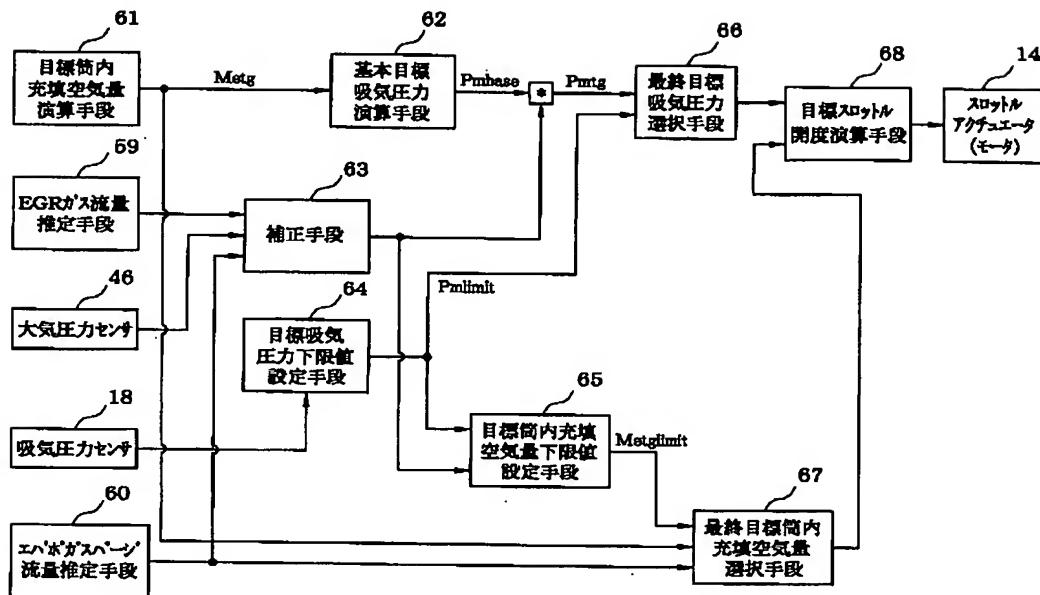 61
目標筒内
充填空気量
演算手段
Metg
62
基本目標
吸気圧力
演算手段
Pmbase
*
Pmtg
66
最終目標
吸気圧力
選択手段
68
目標スロットル
開度演算手段
14
スロットル
アクチュエータ
(モータ)
59
EGRガス流量
推定手段
63
補正手段
46
大気圧力センサ
64
目標吸気
圧力下限値
設定手段
Pmlimit
18
吸気圧力センサ
65
目標筒内充填
空気量下限値
設定手段
Metglimit
60
エバポガスパージ
流量推定手段
67
最終目標筒内
充填空気量
選択手段